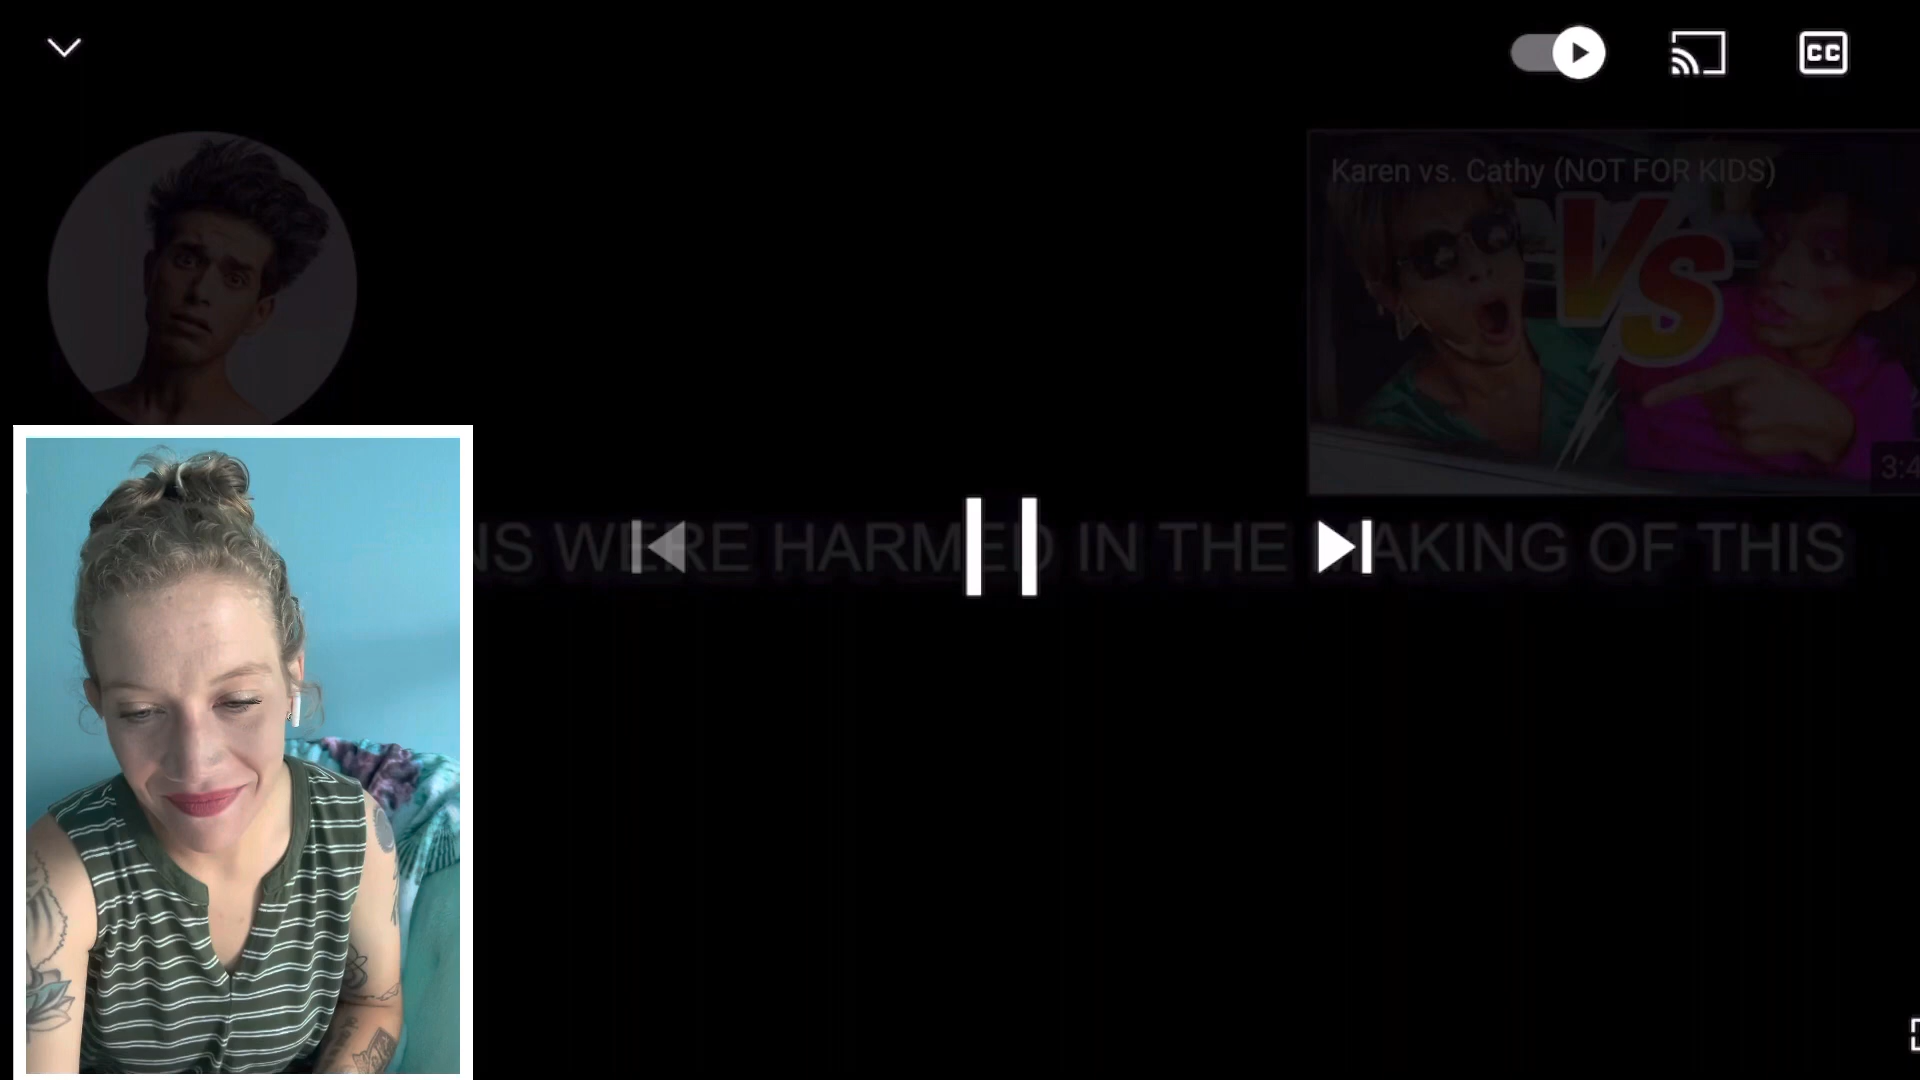 CC
Karen vs. Cathy (NOT FOR KIDS)
VS
WERE HARMED IN THE MAKING OF THIS